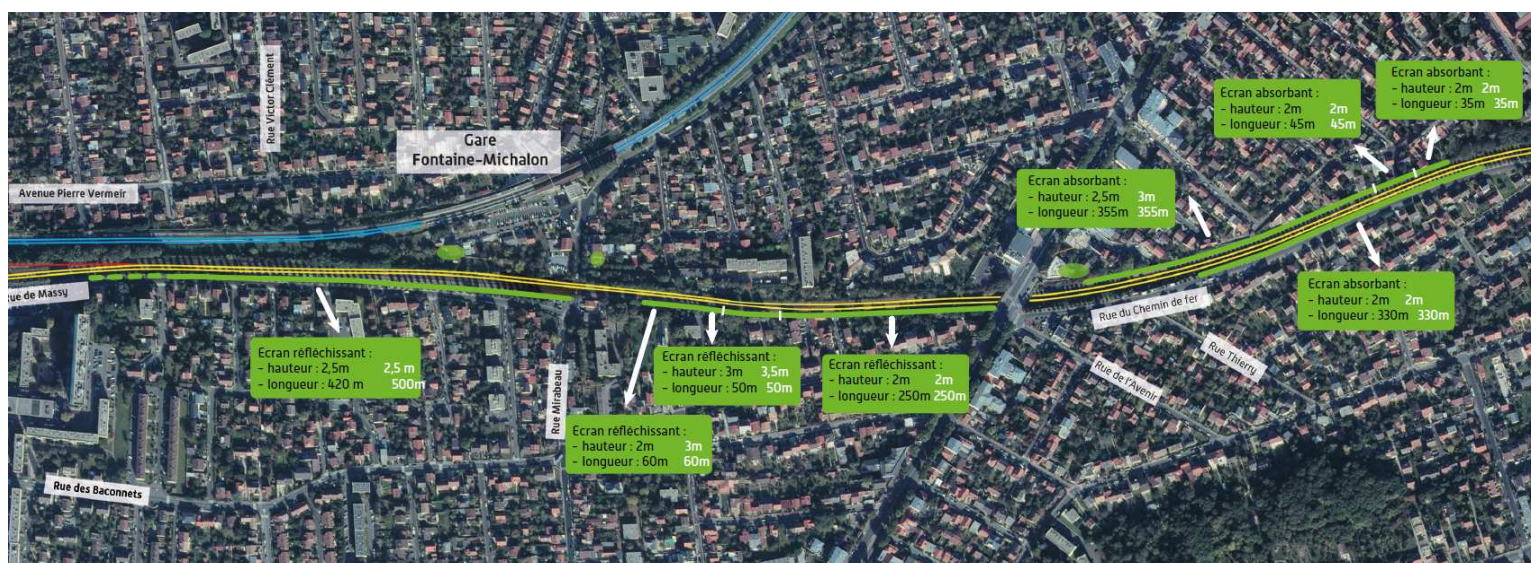 Rue Victor Clément
Gare
Fontaine-Michalon
Avenue Pierre Vermeir
Ecran absorbant :
- hauteur : 2m 2m
- longueur : 45m 45m
Ecran absorbant :
- hauteur : 2m 2m
- longueur : 35m 35m
Ecran absorbant :
- hauteur : 2,5m 3m
- longueur : 355m 355m
Rue de Massy
Rue du Chemin de fer
Ecran absorbant :
- hauteur : 2m 2m
- longueur : 330m 330m
Ecran réfléchissant :
- hauteur : 2,5m 2,5 m
- longueur : 420 m 500m
Rue Mirabeau
Ecran réfléchissant :
- hauteur : 3m 3,5m
- longueur : 50m 50m
Ecran réfléchissant :
- hauteur : 2m 2m
- longueur : 250m 250m
Rue Thierry
Rue de l'Avenir
Ecran réfléchissant :
- hauteur : 2m 3m
- longueur : 60m 60m
Rue des Baconnets